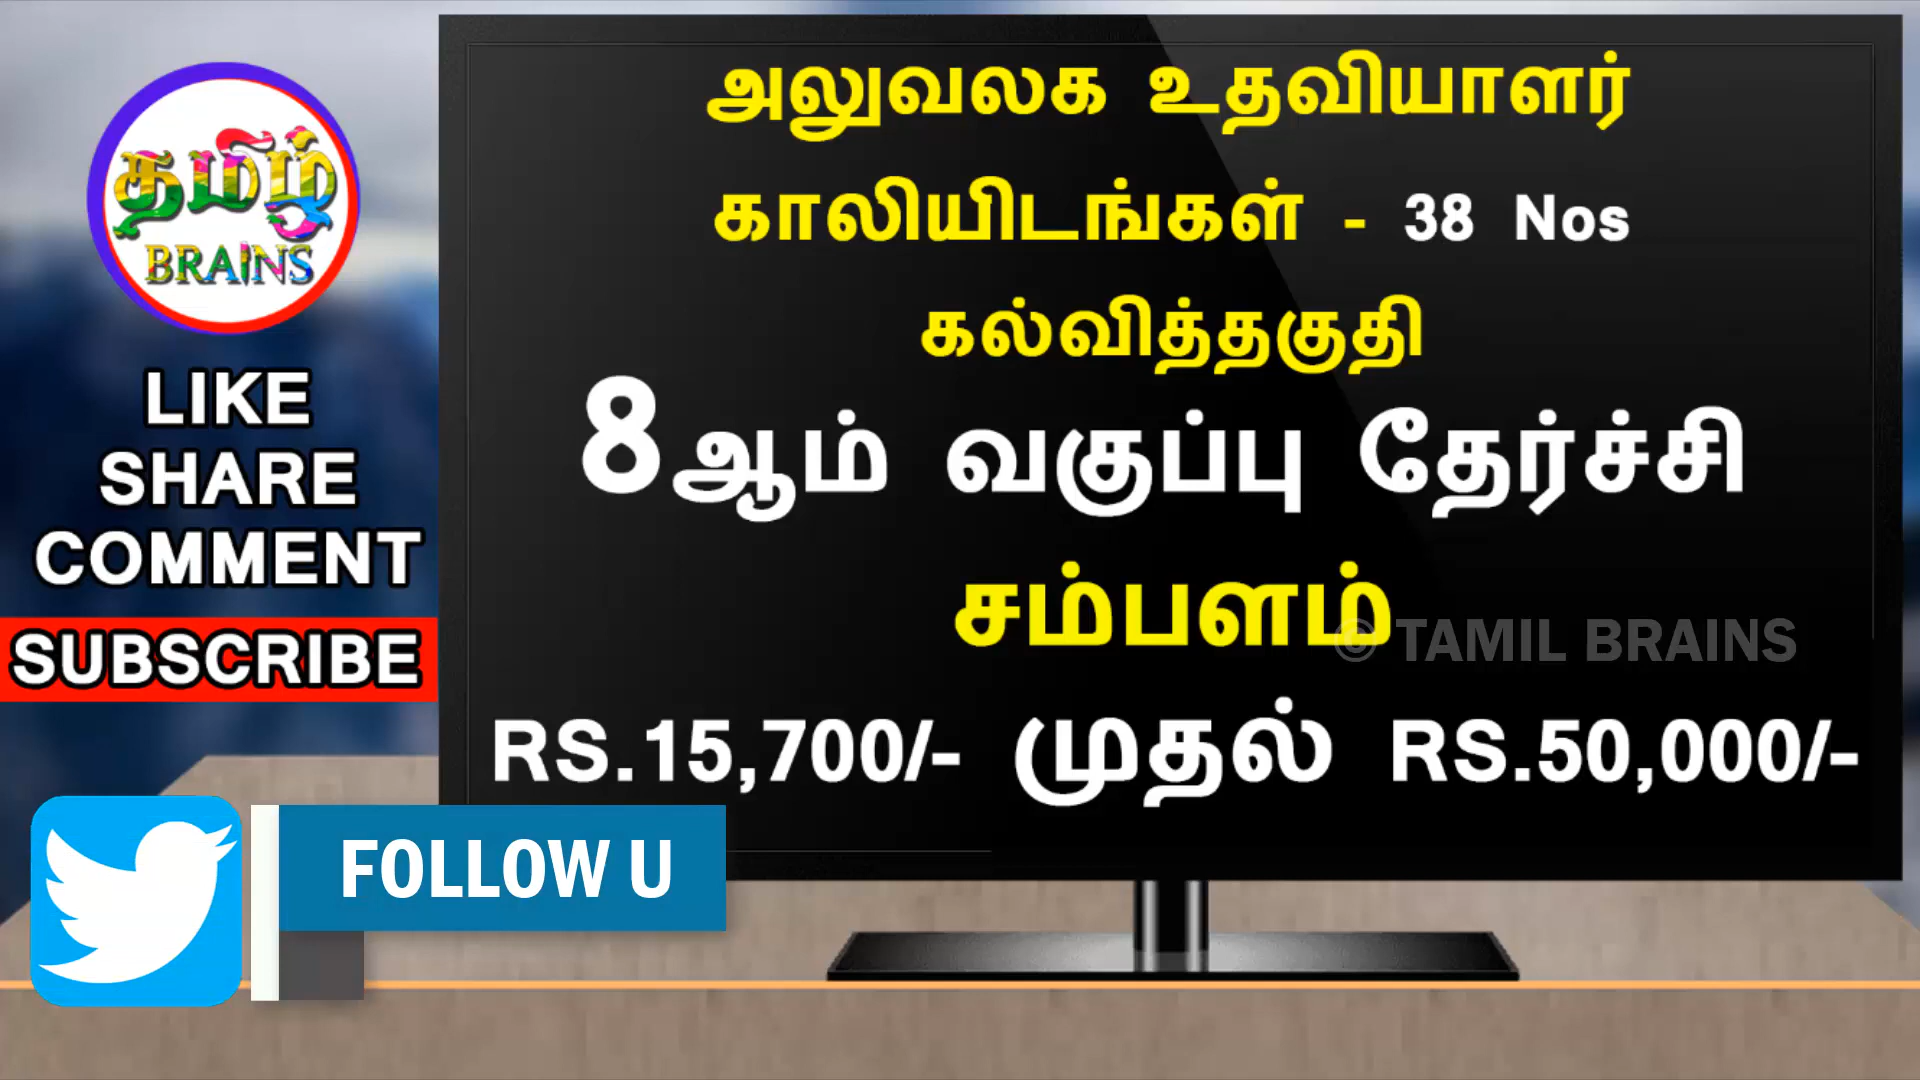 தமிழ்
BRAINS
LIKE
SHARE
COMMENT
SUBSCRIBE
அலுவலக உதவியாளர்
காலியிடங்கள் - 38 Nos
கல்வித்தகுதி
8ஆம் வகுப்பு தேர்ச்சி
சம்பளம்
© TAMIL BRAINS
RS.15,700/- முதல் RS.50,000/-
FOLLOW U